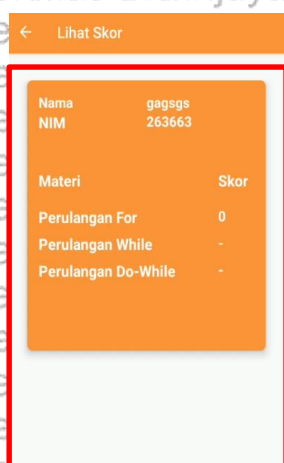 Lihat Skor
Nama gagsgs
NIM 263663
Materi Skor
Perulangan For 0
Perulangan While -
Perulangan Do-While -